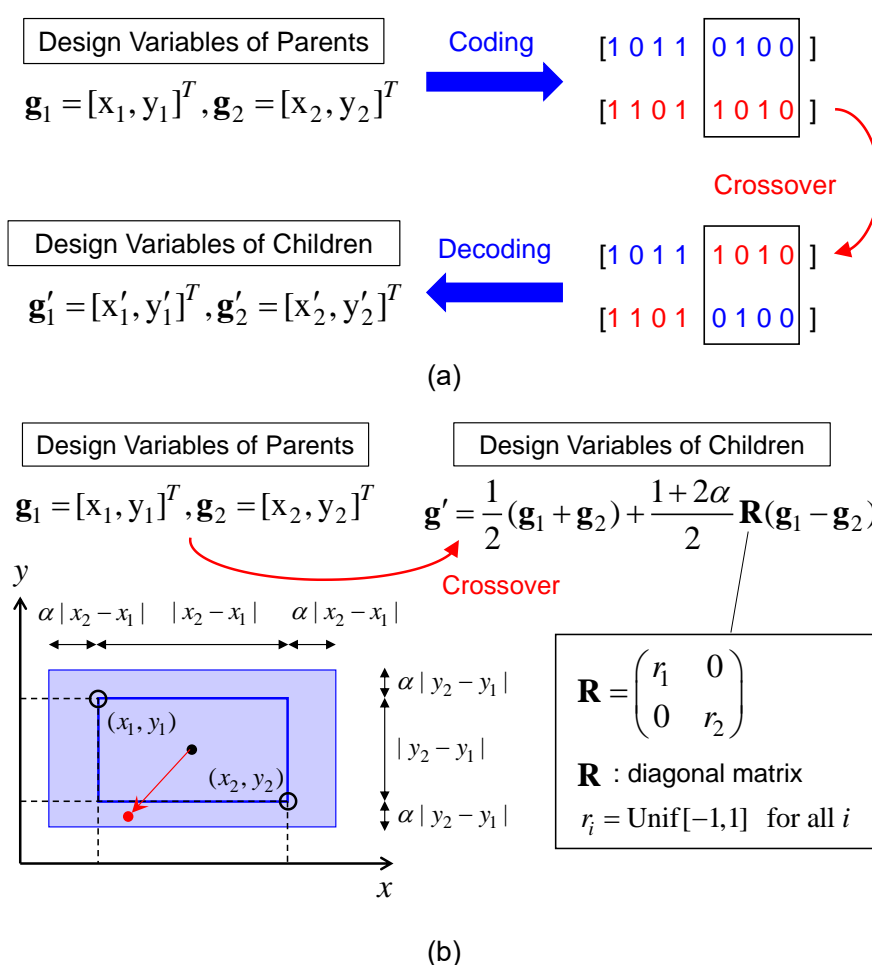 Design Variables of Parents
Coding
[1 0 1 1 0 1 0 0 ]
g₁ = [x₁, y₁]ᵀ, g₂ = [x₂, y₂]ᵀ
[1 1 0 1 1 0 1 0 ]
Crossover
Design Variables of Children
Decoding
[1 0 1 1 1 0 1 0 ]
g′₁ = [x′₁, y′₁]ᵀ, g′₂ = [x′₂, y′₂]ᵀ
[1 1 0 1 0 1 0 0 ]
(a)
Design Variables of Parents
Design Variables of Children
g₁ = [x₁, y₁]ᵀ, g₂ = [x₂, y₂]ᵀ
g′ = 1/2 (g₁ + g₂) + (1 + 2α)/2 R(g₁ − g₂)
Crossover
y
α | x₂ − x₁ | | x₂ − x₁ | α | x₂ − x₁ |
α | y₂ − y₁ |
(x₁, y₁)
| y₂ − y₁ |
(x₂, y₂)
α | y₂ − y₁ |
x
R = (r₁ 0
0 r₂)
R : diagonal matrix
rᵢ = Unif[−1,1] for all i
(b)